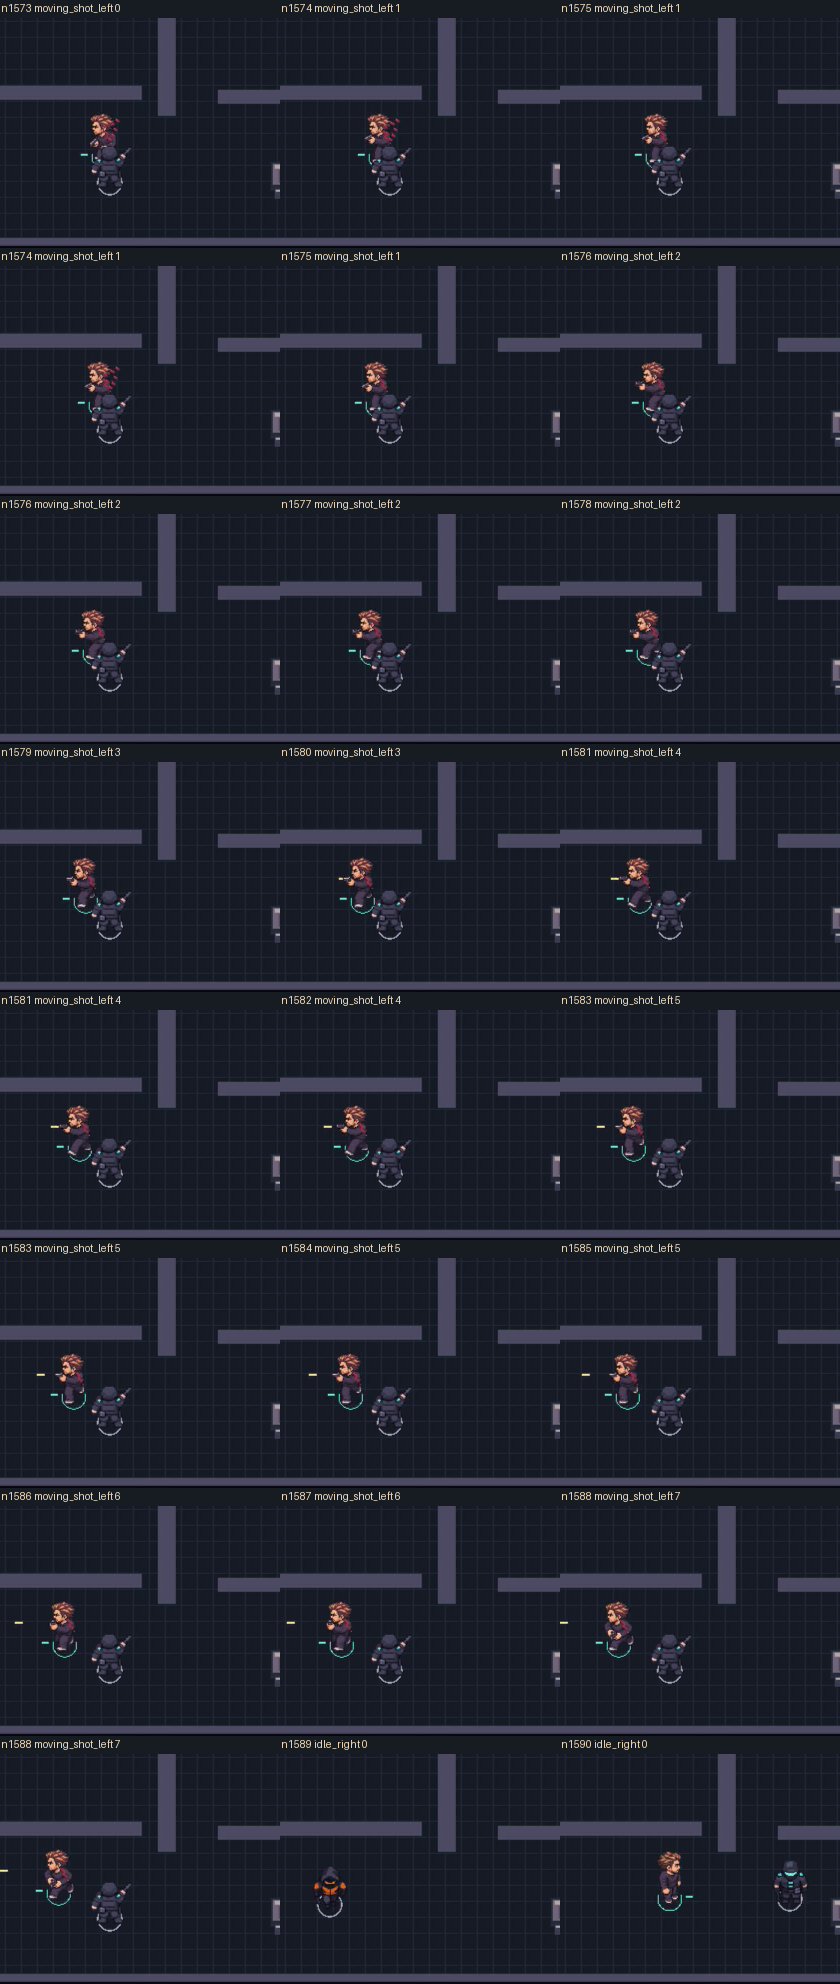 n1573 moving_shot_left 0
n1574 moving_shot_left 1
n1575 moving_shot_left 1
n1574 moving_shot_left 1
n1575 moving_shot_left 1
n1576 moving_shot_left 2
n1576 moving_shot_left 2
n1577 moving_shot_left 2
n1578 moving_shot_left 2
n1579 moving_shot_left 3
n1580 moving_shot_left 3
n1581 moving_shot_left 4
n1581 moving_shot_left 4
n1582 moving_shot_left 4
n1583 moving_shot_left 5
n1583 moving_shot_left 5
n1584 moving_shot_left 5
n1585 moving_shot_left 5
n1586 moving_shot_left 6
n1587 moving_shot_left 6
n1588 moving_shot_left 7
n1588 moving_shot_left 7
n1589 idle_right 0
n1590 idle_right 0